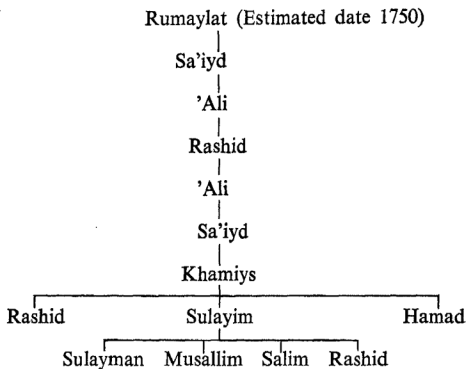 Rumaylat (Estimated date 1750)
Sa'iyd
'Ali
Rashid
'Ali
Sa'iyd
Khamiys
Rashid Sulayim Hamad
Sulayman Musallim Salim Rashid